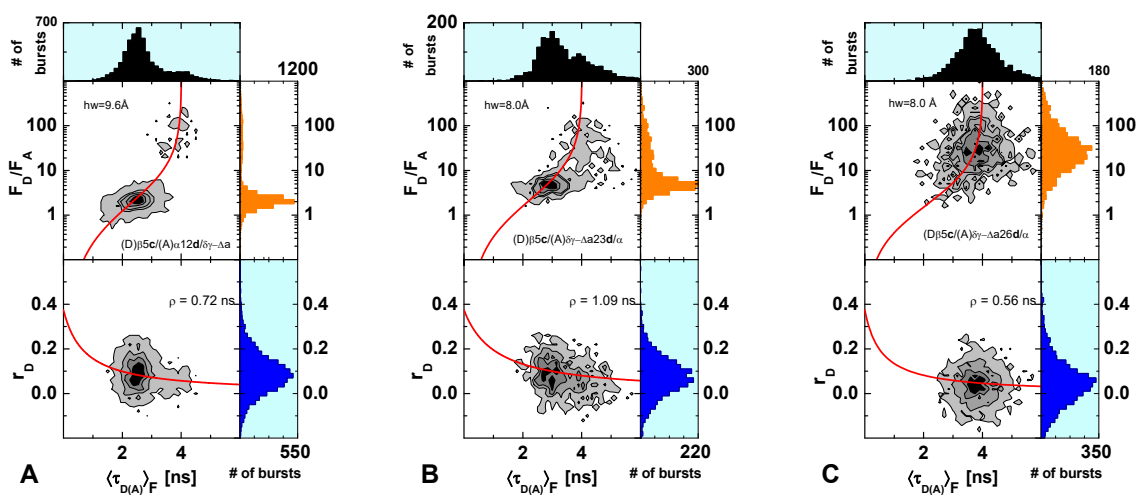 700
# of bursts
0
1200
hw=9.6Å
100
10
1
F_D/F_A
100
10
1
(D)β5c/(A)α12d/δγ−Δa
ρ = 0.72 ns
0.4
0.2
0.0
r_D
0.4
0.2
0.0
2 4
550
A
⟨τ_D(A)⟩_F [ns]
# of bursts
200
# of bursts
0
300
hw=8.0Å
100
10
1
F_D/F_A
100
10
1
(D)β5c/(A)δγ−Δa23d/α
ρ = 1.09 ns
0.4
0.2
0.0
r_D
0.4
0.2
0.0
2 4
220
B
⟨τ_D(A)⟩_F [ns]
# of bursts
# of bursts
180
hw=8.0 Å
100
10
1
F_D/F_A
100
10
1
(Dβ5c/(A)δγ−Δa26d/α
ρ = 0.56 ns
0.4
0.2
0.0
r_D
0.4
0.2
0.0
2 4
350
C
⟨τ_D(A)⟩_F [ns]
# of bursts